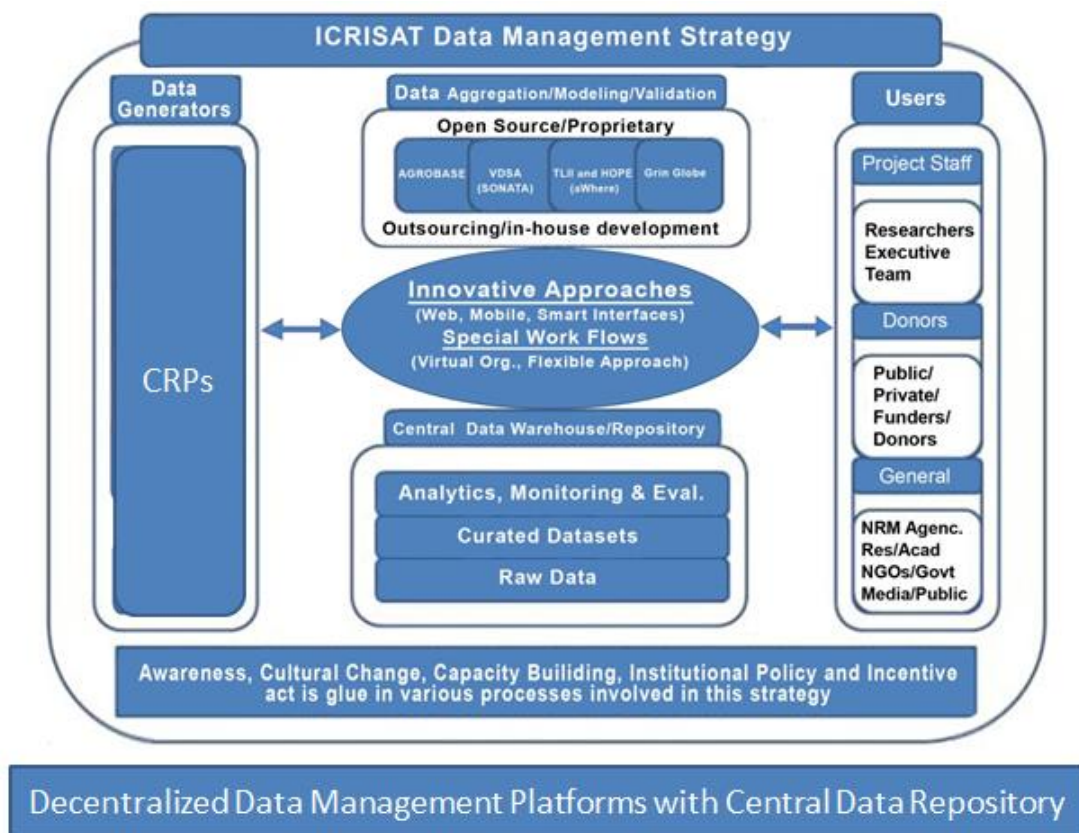 ICRISAT Data Management Strategy
Data
Generators
CRPs
Data Aggregation/Modeling/Validation
Open Source/Proprietary
AGROBASE
VDSA
(SONATA)
TLII and HOPE
(aWhere)
Grin Globe
Outsourcing/in-house development
Innovative Approaches
(Web, Mobile, Smart Interfaces)
Special Work Flows
(Virtual Org., Flexible Approach)
Central Data Warehouse/Repository
Analytics, Monitoring & Eval.
Curated Datasets
Raw Data
Users
Project Staff
Researchers
Executive
Team
Donors
Public/
Private/
Funders/
Donors
General
NRM Agenc.
Res/Acad
NGOs/Govt
Media/Public
Awareness, Cultural Change, Capacity Builiding, Institutional Policy and Incentive
act is glue in various processes involved in this strategy
Decentralized Data Management Platforms with Central Data Repository